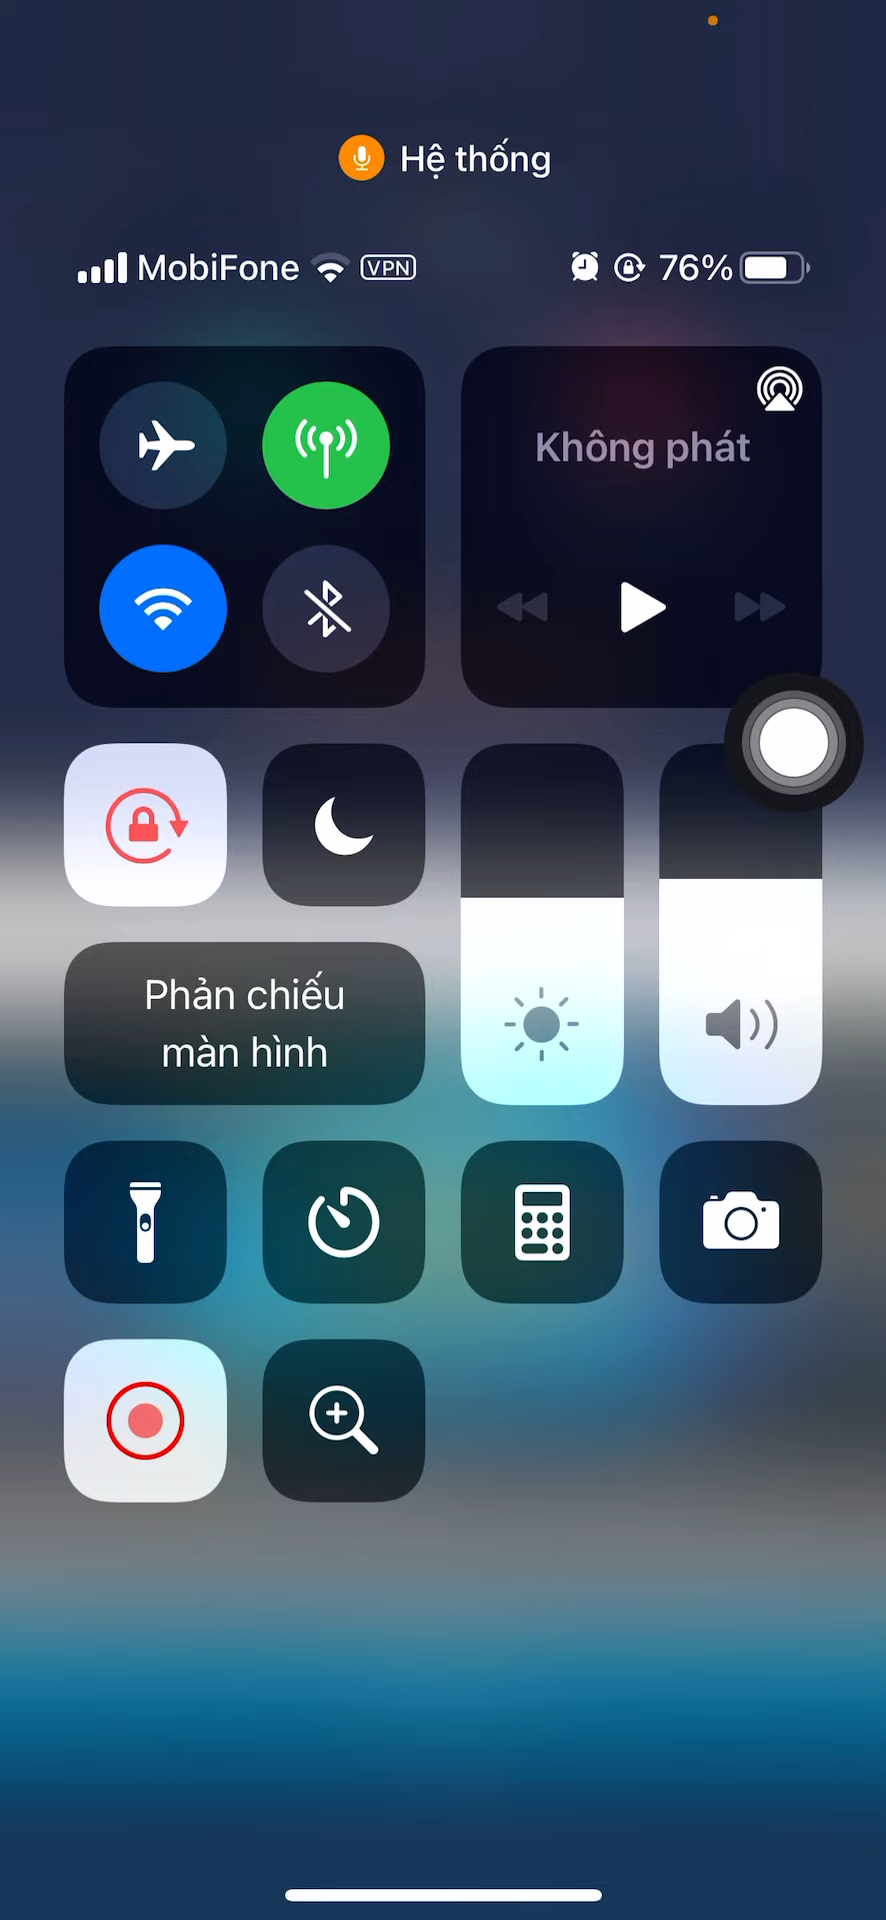 Hệ thống
MobiFone VPN 76%
Không phát
Phản chiếu
màn hình